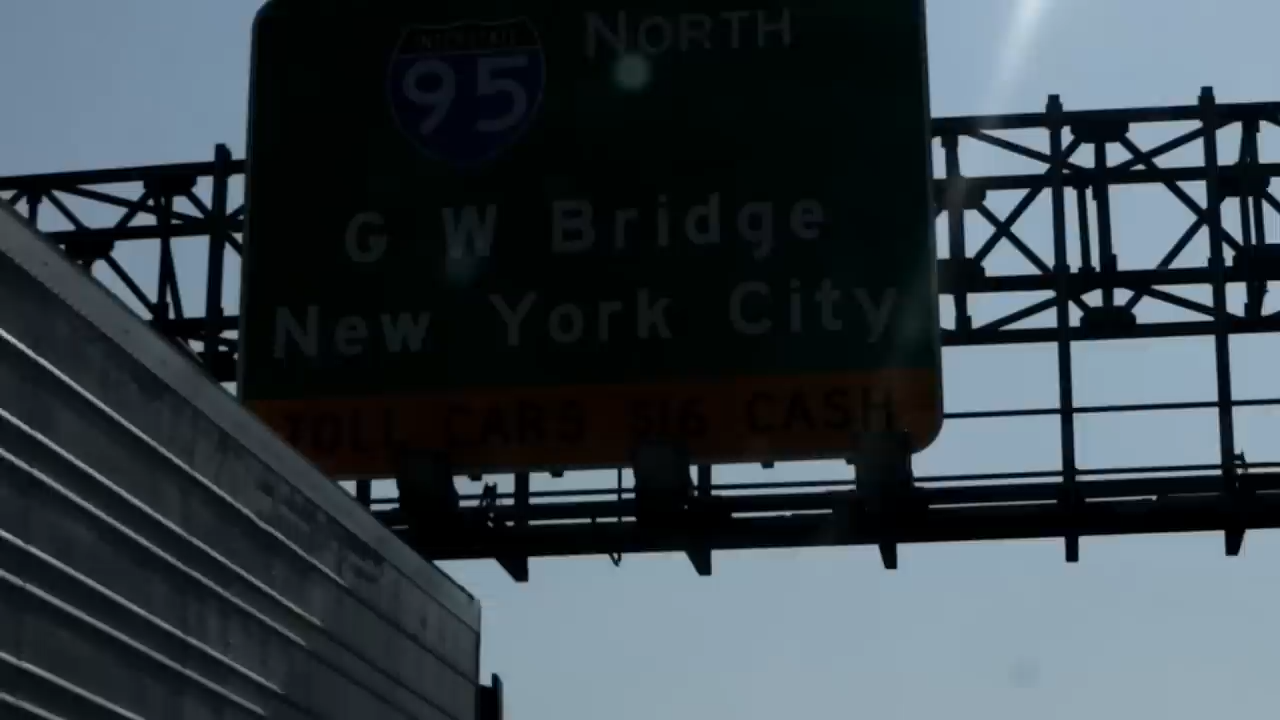 INTERSTATE
95
NORTH
G W Bridge
New York City
TOLL CARS $16 CASH